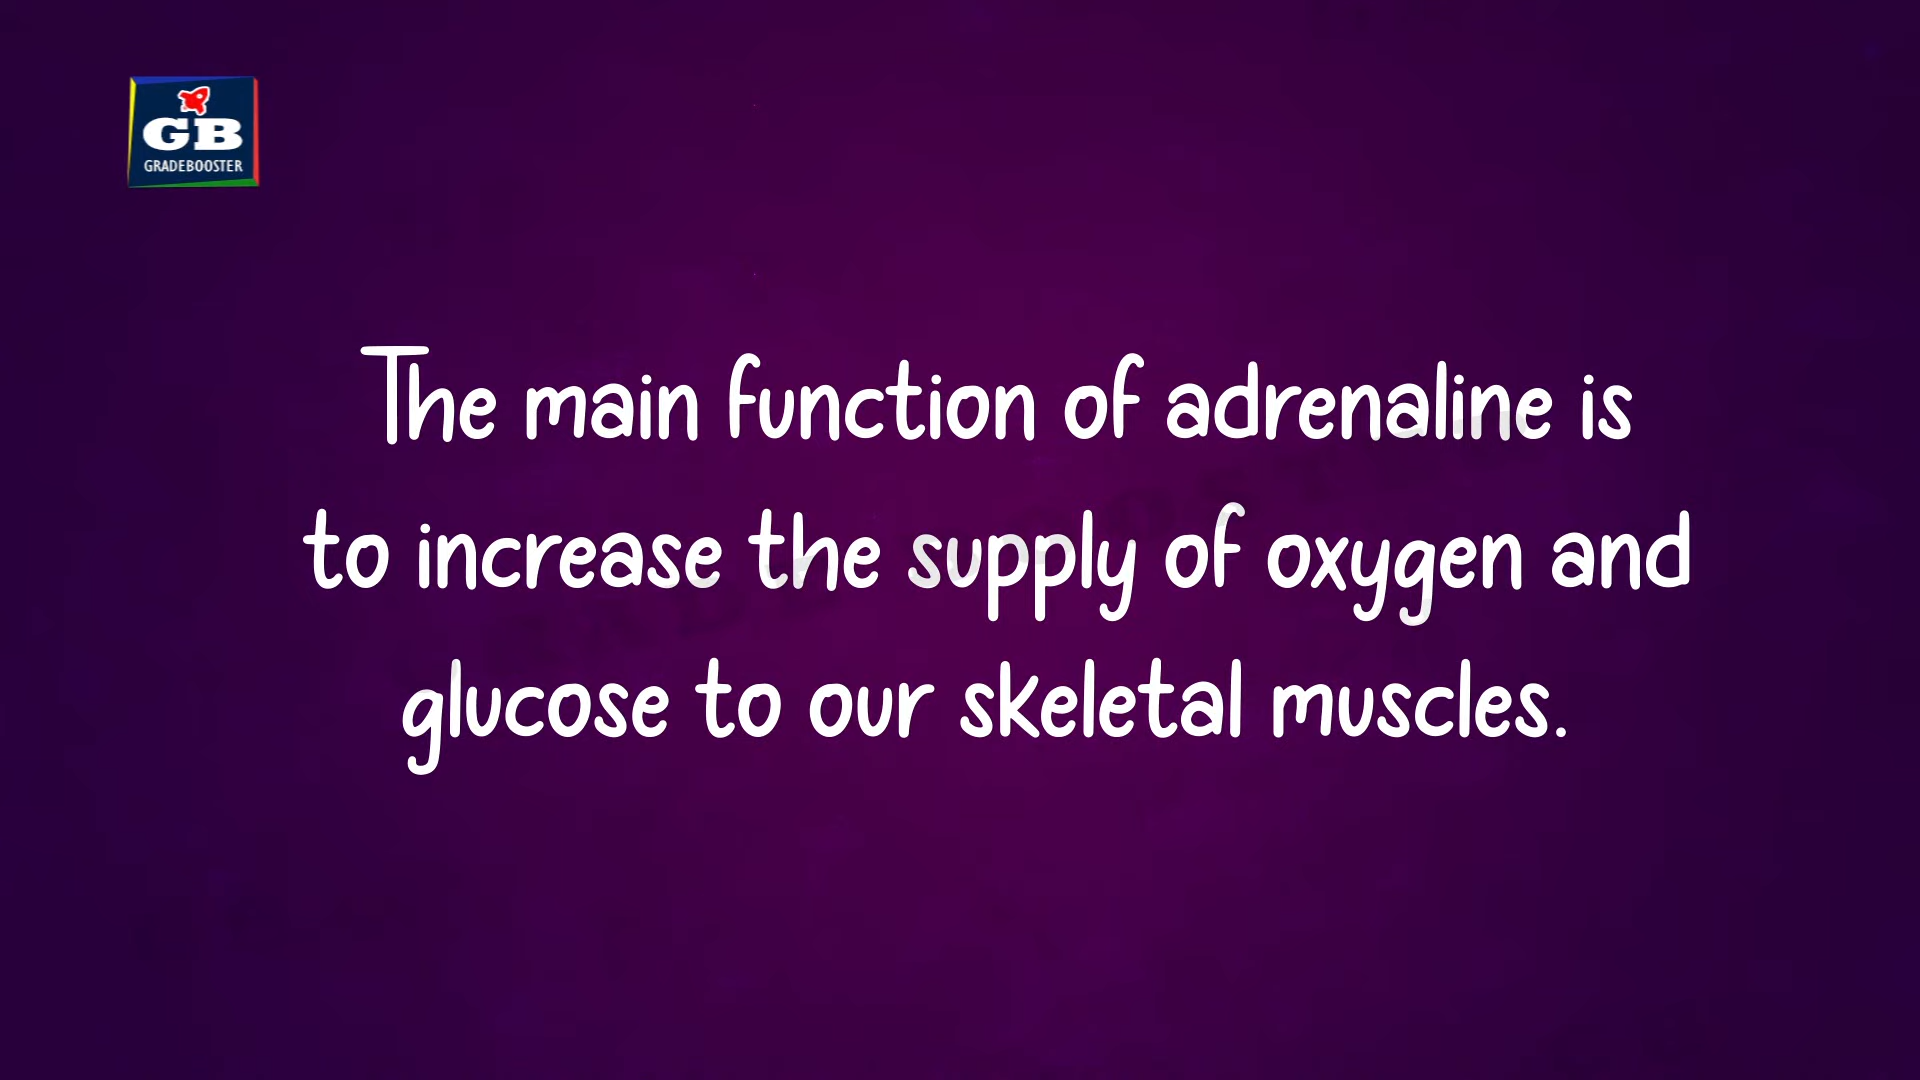 GB
GRADEBOOSTER
The main function of adrenaline is
to increase the supply of oxygen and
glucose to our skeletal muscles.